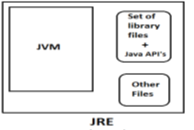 JVM
Set of
library
files
+
Java API's
Other
Files
JRE